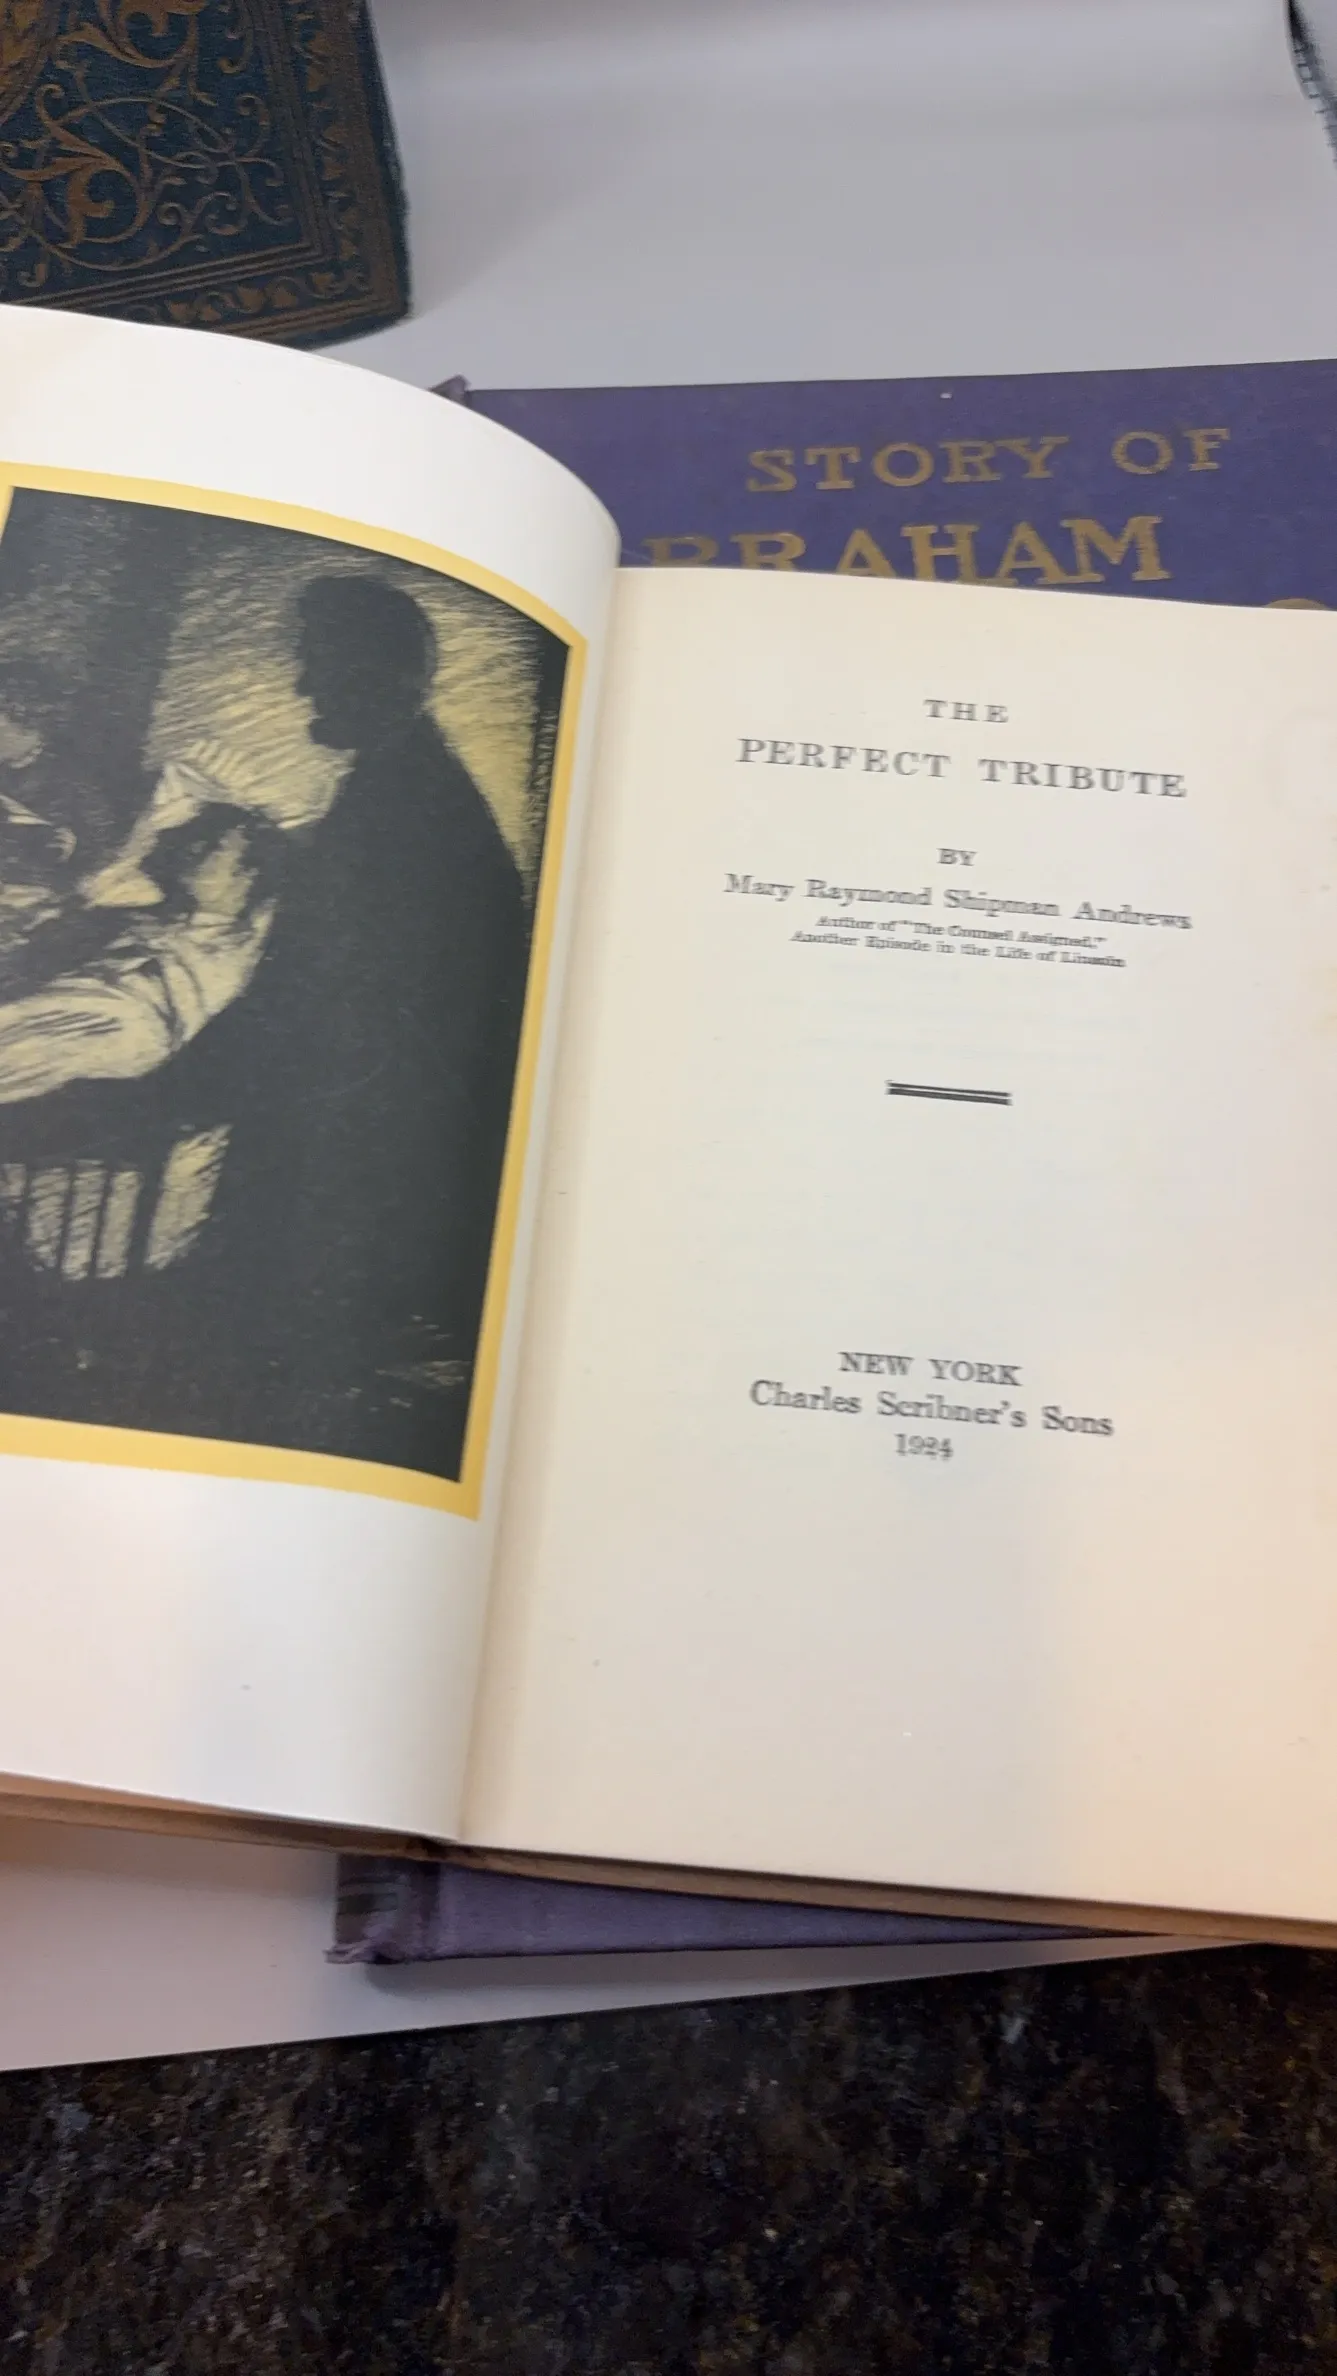 STORY OF
BRAHAM
THE
PERFECT TRIBUTE
BY
Mary Raymond Shipman Andrews
Author of "The Counsel Assigned,"
Another Episode in the Life of Lincoln
NEW YORK
Charles Scribner's Sons
1924